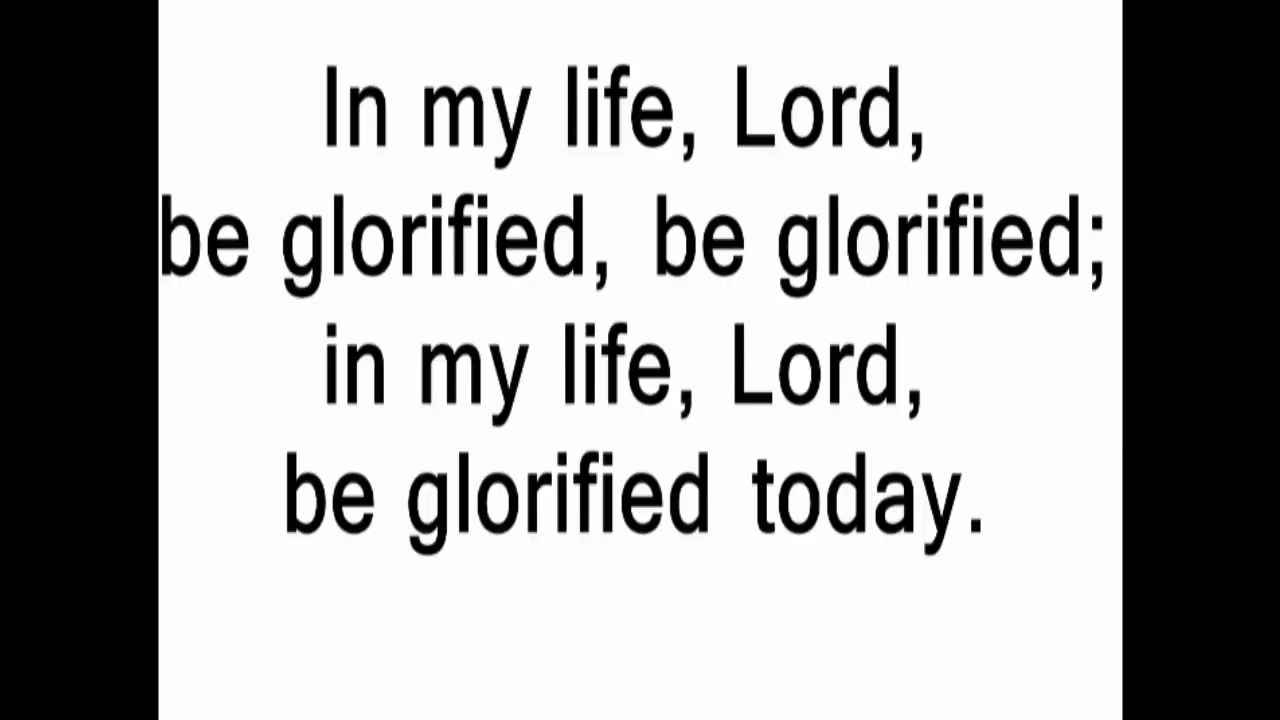 In my life, Lord,
be glorified, be glorified;
in my life, Lord,
be glorified today.